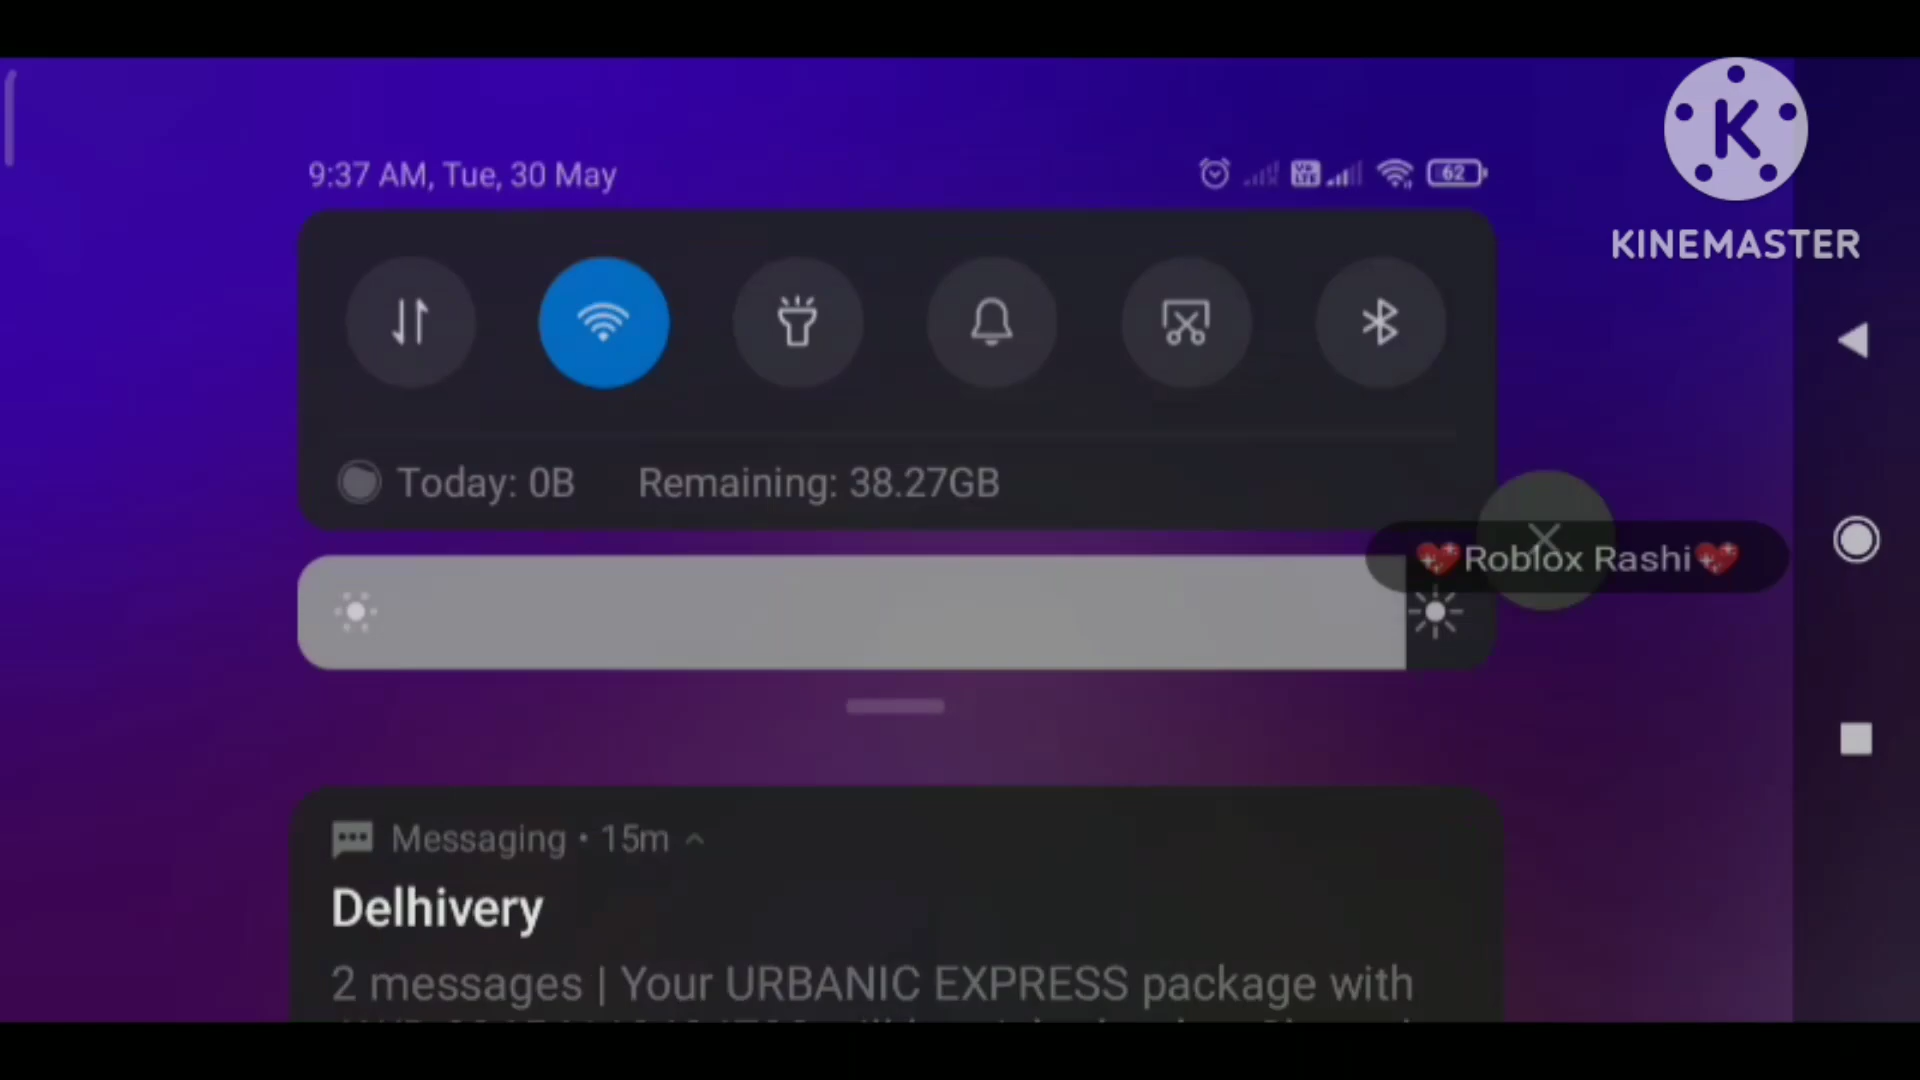 9:37 AM, Tue, 30 May
62
K
KINEMASTER
Today: 0B Remaining: 38.27GB
💖Roblox Rashi💖
Messaging • 15m
Delhivery
2 messages | Your URBANIC EXPRESS package with